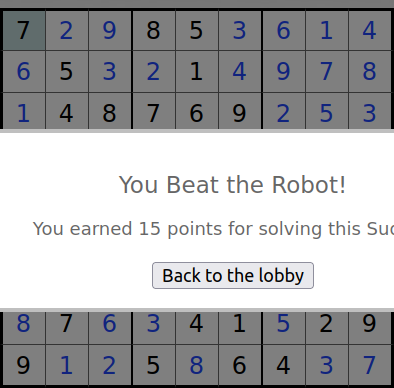 7 2 9 8 5 3 6 1 4
6 5 3 2 1 4 9 7 8
1 4 8 7 6 9 2 5 3
You Beat the Robot!
You earned 15 points for solving this Suc
Back to the lobby
8 7 6 3 4 1 5 2 9
9 1 2 5 8 6 4 3 7